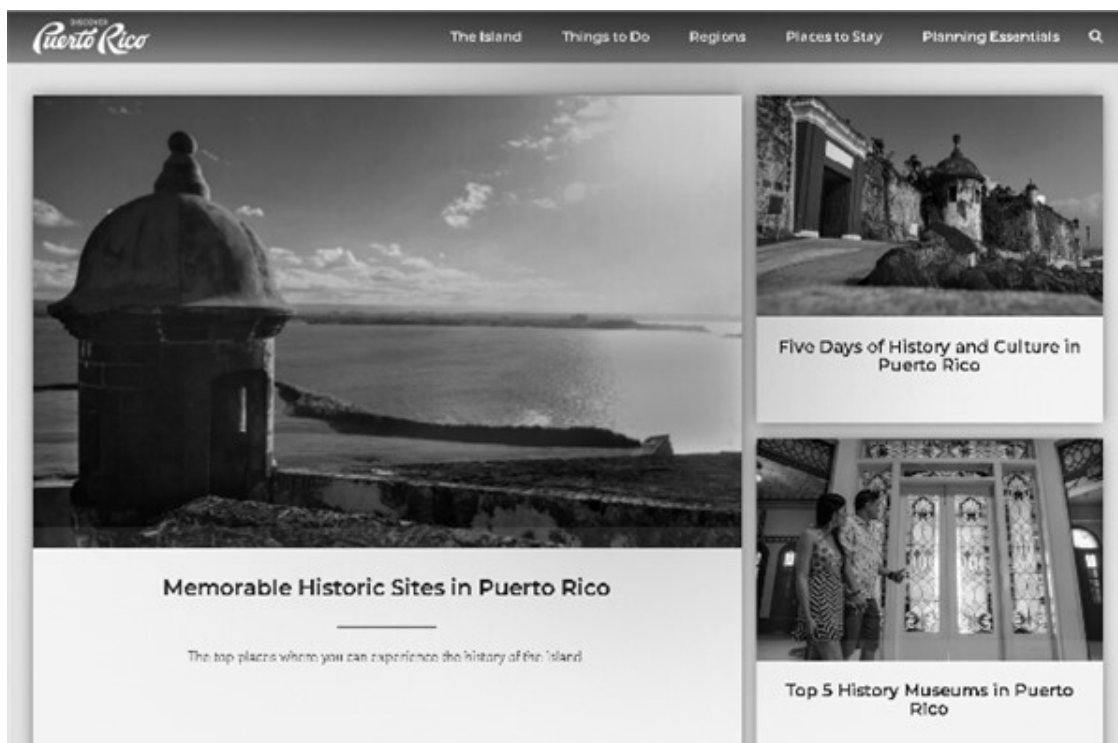 DISCOVER
Puerto Rico
The Island Things to Do Regions Places to Stay Planning Essentials
Memorable Historic Sites in Puerto Rico
The top places where you can experience the history of the island
Five Days of History and Culture in
Puerto Rico
Top 5 History Museums in Puerto
Rico